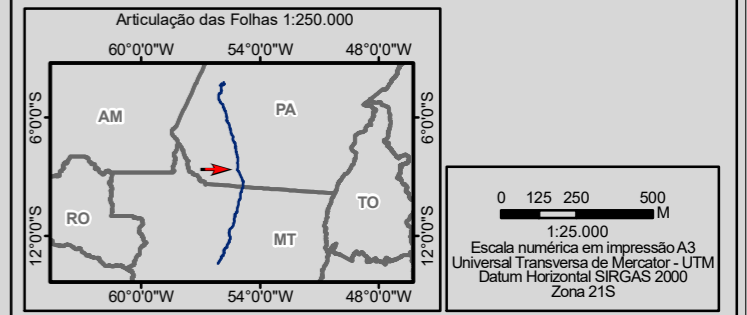 Articulação das Folhas 1:250.000
60°0'0"W 54°0'0"W 48°0'0"W
6°0'0"S 6°0'0"S
AM PA
RO TO
MT
12°0'0"S 12°0'0"S
60°0'0"W 54°0'0"W 48°0'0"W
0 125 250 500
M
1:25.000
Escala numérica em impressão A3
Universal Transversa de Mercator - UTM
Datum Horizontal SIRGAS 2000
Zona 21S